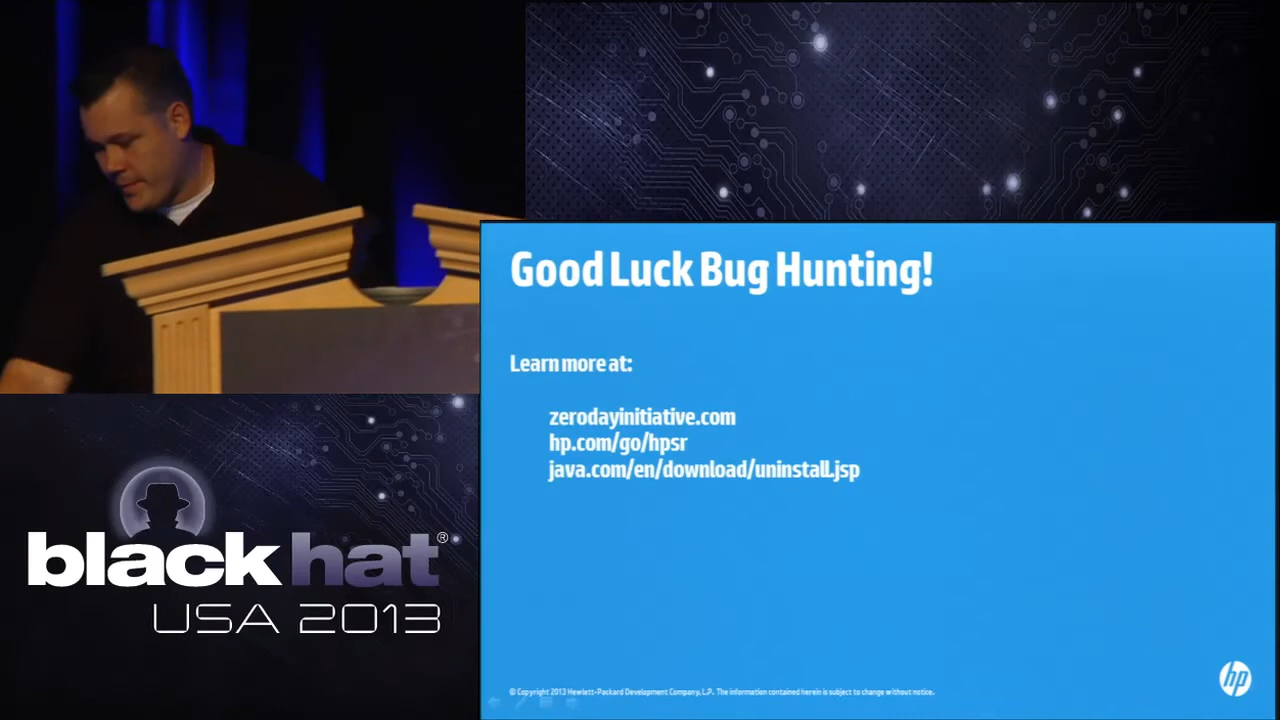 Good Luck Bug Hunting!
Learn more at:
zerodayinitiative.com
hp.com/go/hpsr
java.com/en/download/uninstall.jsp
© Copyright 2013 Hewlett-Packard Development Company, L.P. The information contained herein is subject to change without notice.
hp
black hat®
USA 2013